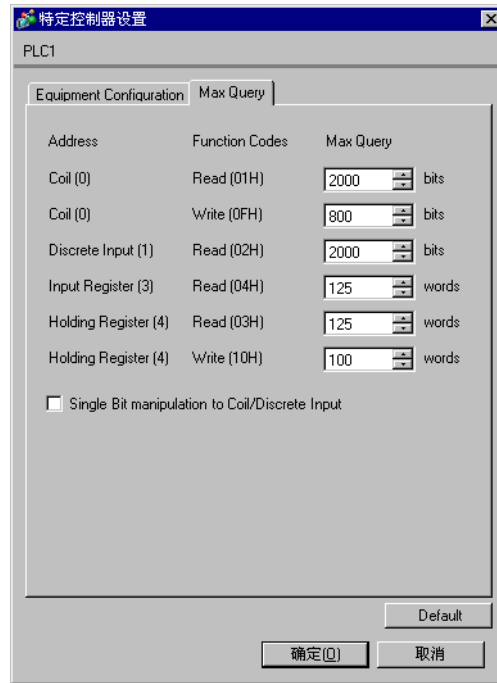 特定控制器设置
PLC1
Equipment Configuration Max Query
Address Function Codes Max Query
Coil (0) Read (01H) 2000 bits
Coil (0) Write (0FH) 800 bits
Discrete Input (1) Read (02H) 2000 bits
Input Register (3) Read (04H) 125 words
Holding Register (4) Read (03H) 125 words
Holding Register (4) Write (10H) 100 words
Single Bit manipulation to Coil/Discrete Input
Default
确定(O) 取消